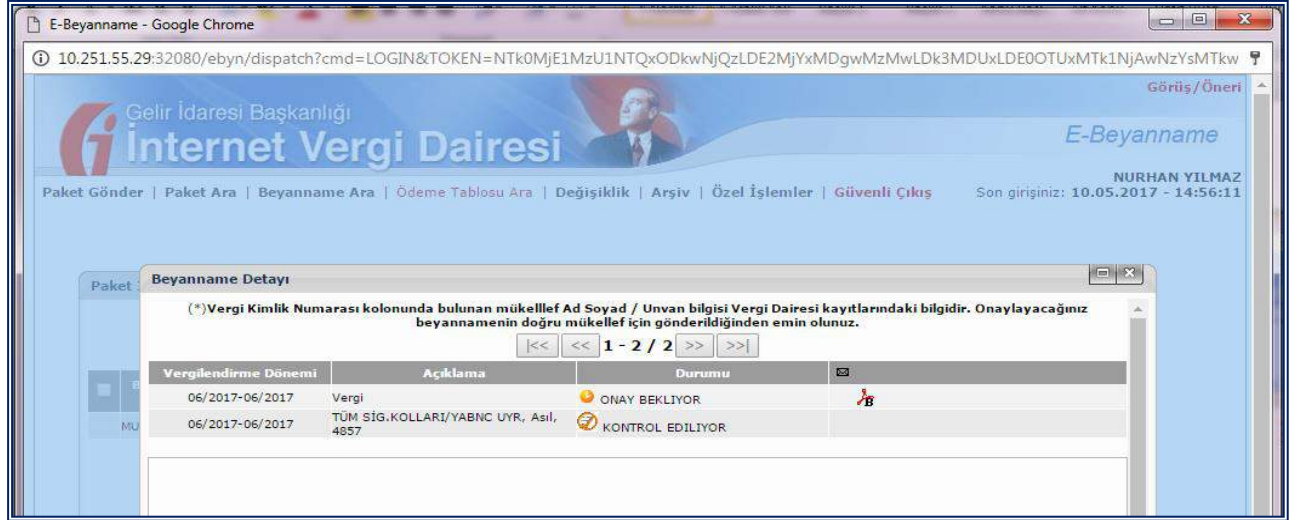 E-Beyanname - Google Chrome
10.251.55.29:32080/ebyn/dispatch?cmd=LOGIN&TOKEN=NTk0MjE1MzU1NTQxODkwNjQzLDE2MjYxMDgwMzMwLDk3MDUxLDE0OTUxMTk1NjAwNzYsMTkw
Görüş/Öneri
Gelir İdaresi Başkanlığı
İnternet Vergi Dairesi
E-Beyanname
NURHAN YILMAZ
Paket Gönder | Paket Ara | Beyanname Ara | Ödeme Tablosu Ara | Değişiklik | Arşiv | Özel İşlemler | Güvenli Çıkış Son girişiniz: 10.05.2017 - 14:56:11
Paket
Beyanname Detayı
(*)Vergi Kimlik Numarası kolonunda bulunan mükelllef Ad Soyad / Unvan bilgisi Vergi Dairesi kayıtlarındaki bilgidir. Onaylayacağınız
beyannamenin doğru mükellef için gönderildiğinden emin olunuz.
|<< << 1 - 2 / 2 >> >>|
Vergilendirme Dönemi Açıklama Durumu
06/2017-06/2017 Vergi ONAY BEKLIYOR
06/2017-06/2017 TÜM SİG.KOLLARI/YABNC UYR, Asıl, 4857 KONTROL EDILIYOR
MU